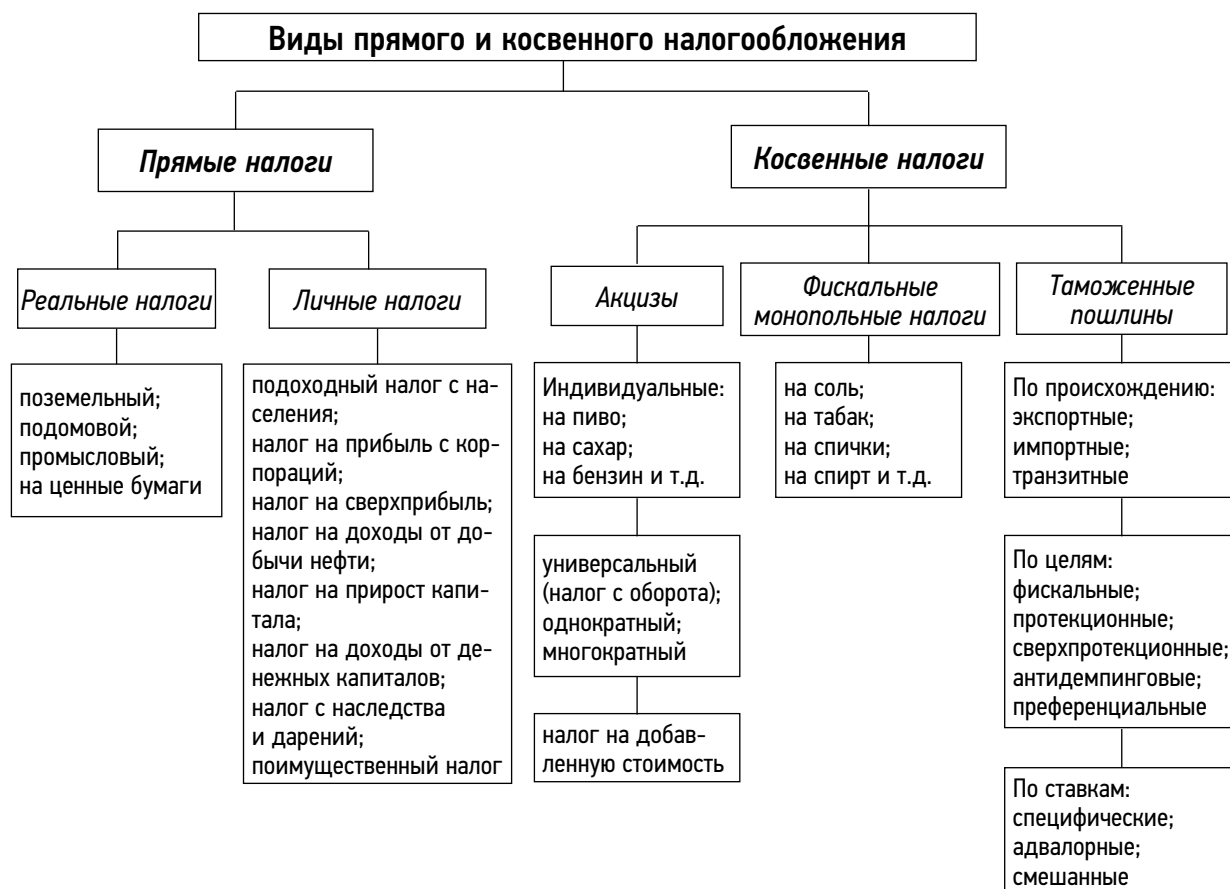 Виды прямого и косвенного налогообложения
Прямые налоги
Косвенные налоги
Реальные налоги
Личные налоги
Акцизы
Фискальные
монопольные налоги
Таможенные
пошлины
поземельный;
подомовой;
промысловый;
на ценные бумаги
подоходный налог с на-
селения;
налог на прибыль с кор-
пораций;
налог на сверхприбыль;
налог на доходы от до-
бычи нефти;
налог на прирост капи-
тала;
налог на доходы от де-
нежных капиталов;
налог с наследства
и дарений;
поимущественный налог
Индивидуальные:
на пиво;
на сахар;
на бензин и т.д.
универсальный
(налог с оборота);
однократный;
многократный
налог на добав-
ленную стоимость
на соль;
на табак;
на спички;
на спирт и т.д.
По происхождению:
экспортные;
импортные;
транзитные
По целям:
фискальные;
протекционные;
сверхпротекционные;
антидемпинговые;
преференциальные
По ставкам:
специфические;
адвалорные;
смешанные